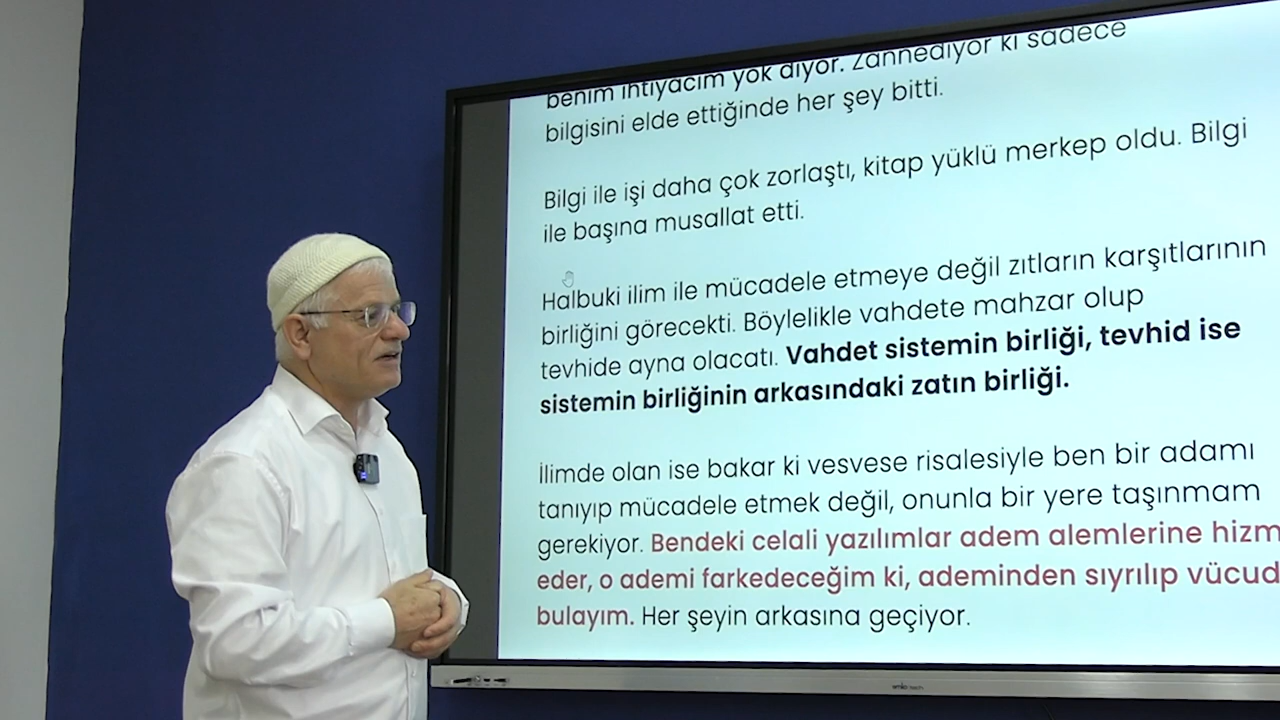 benim ihtiyacım yok diyor. Zannediyor ki sadece
bilgisini elde ettiğinde her şey bitti.
Bilgi ile işi daha çok zorlaştı, kitap yüklü merkep oldu. Bilgi
ile başına musallat etti.
Halbuki ilim ile mücadele etmeye değil zıtların karşıtlarının
birliğini görecekti. Böylelikle vahdete mahzar olup
tevhide ayna olacatı. Vahdet sistemin birliği, tevhid ise
sistemin birliğinin arkasındaki zatın birliği.
İlimde olan ise bakar ki vesvese risalesiyle ben bir adamı
tanıyıp mücadele etmek değil, onunla bir yere taşınmam
gerekiyor. Bendeki celali yazılımlar adem alemlerine hizm
eder, o ademi farkedeceğim ki, ademinden sıyrılıp vücud
bulayım. Her şeyin arkasına geçiyor.